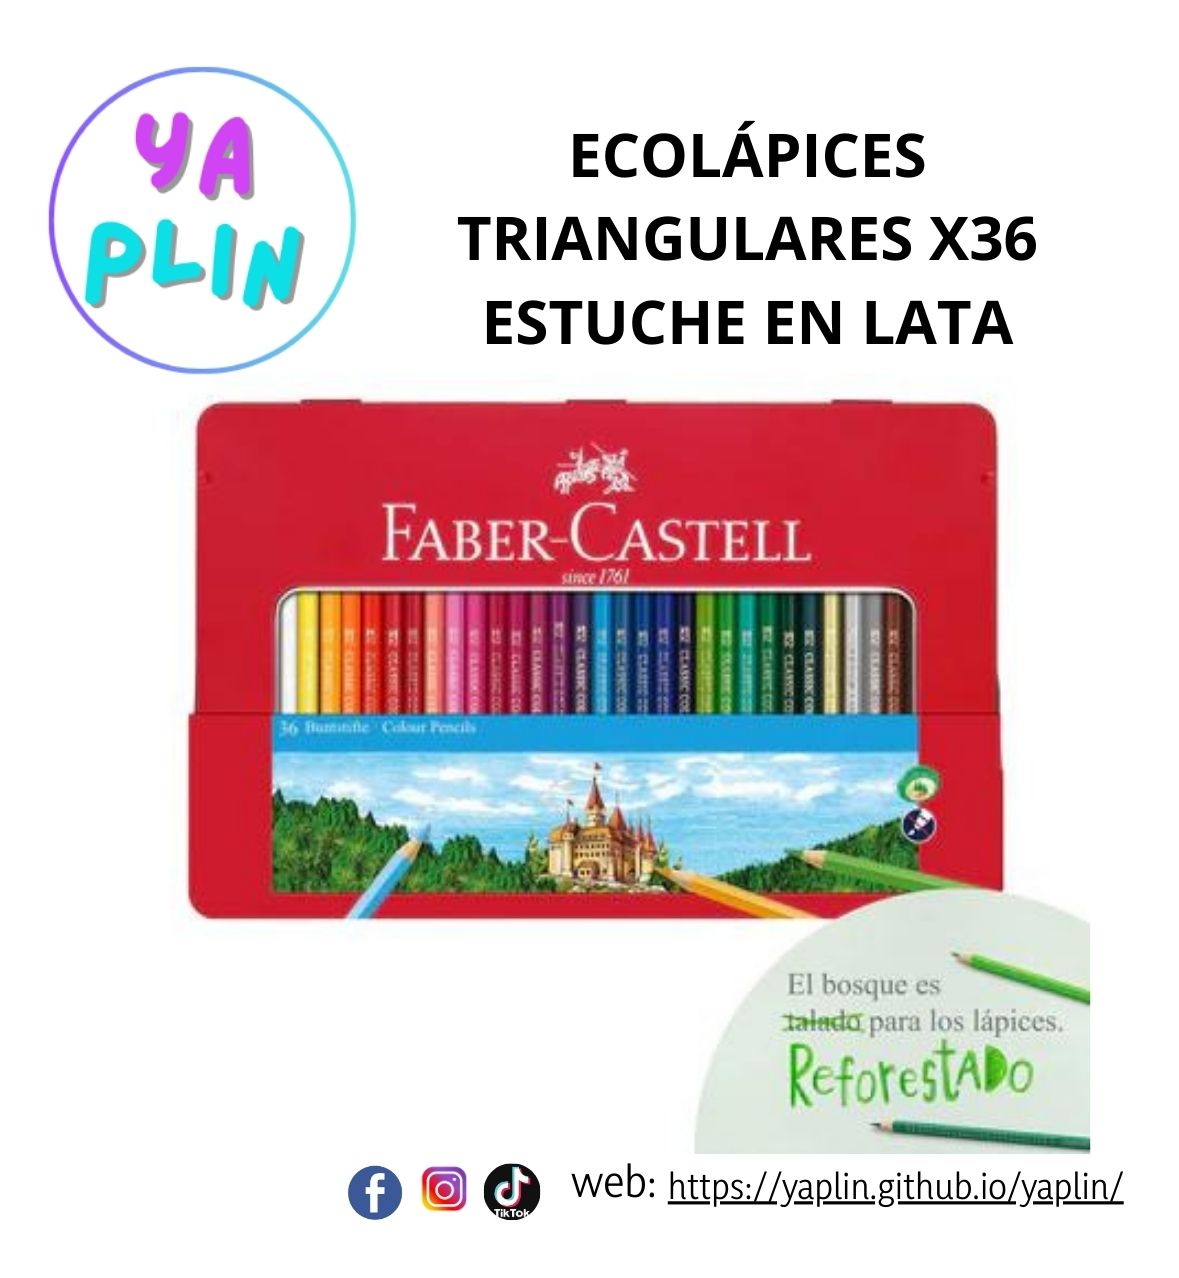 YA
PLIN
ECOLÁPICES
TRIANGULARES X36
ESTUCHE EN LATA
FABER-CASTELL
since 1761
36 Buntstifte Colour Pencils
El bosque es
talado para los lápices.
Reforestado
TikTok
web: https://yaplin.github.io/yaplin/